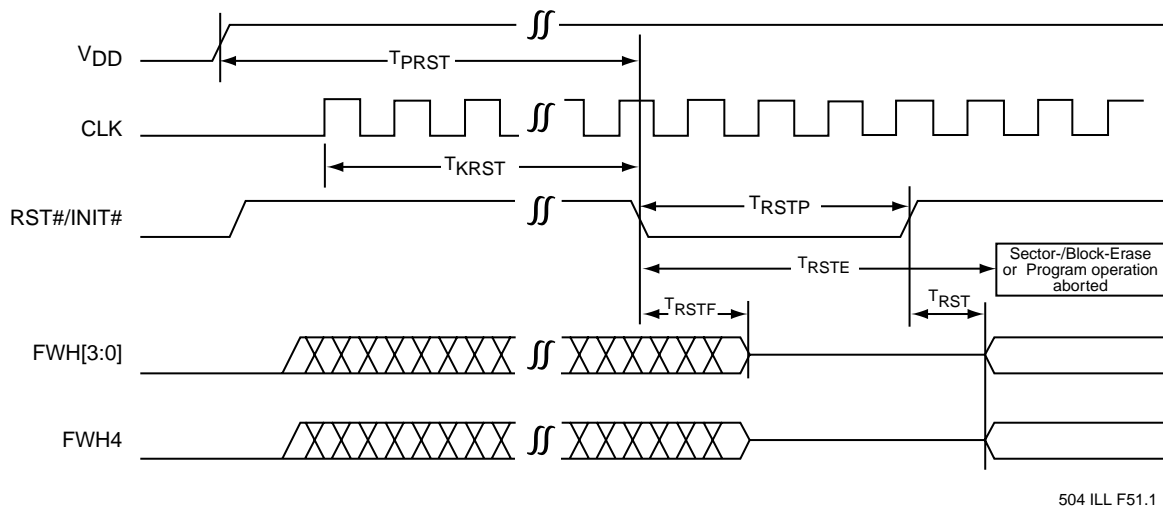 VDD
TPRST
CLK
TKRST
RST#/INIT#
TRSTP
TRSTE
Sector-/Block-Erase
or Program operation
aborted
TRSTF
TRST
FWH[3:0]
FWH4
504 ILL F51.1